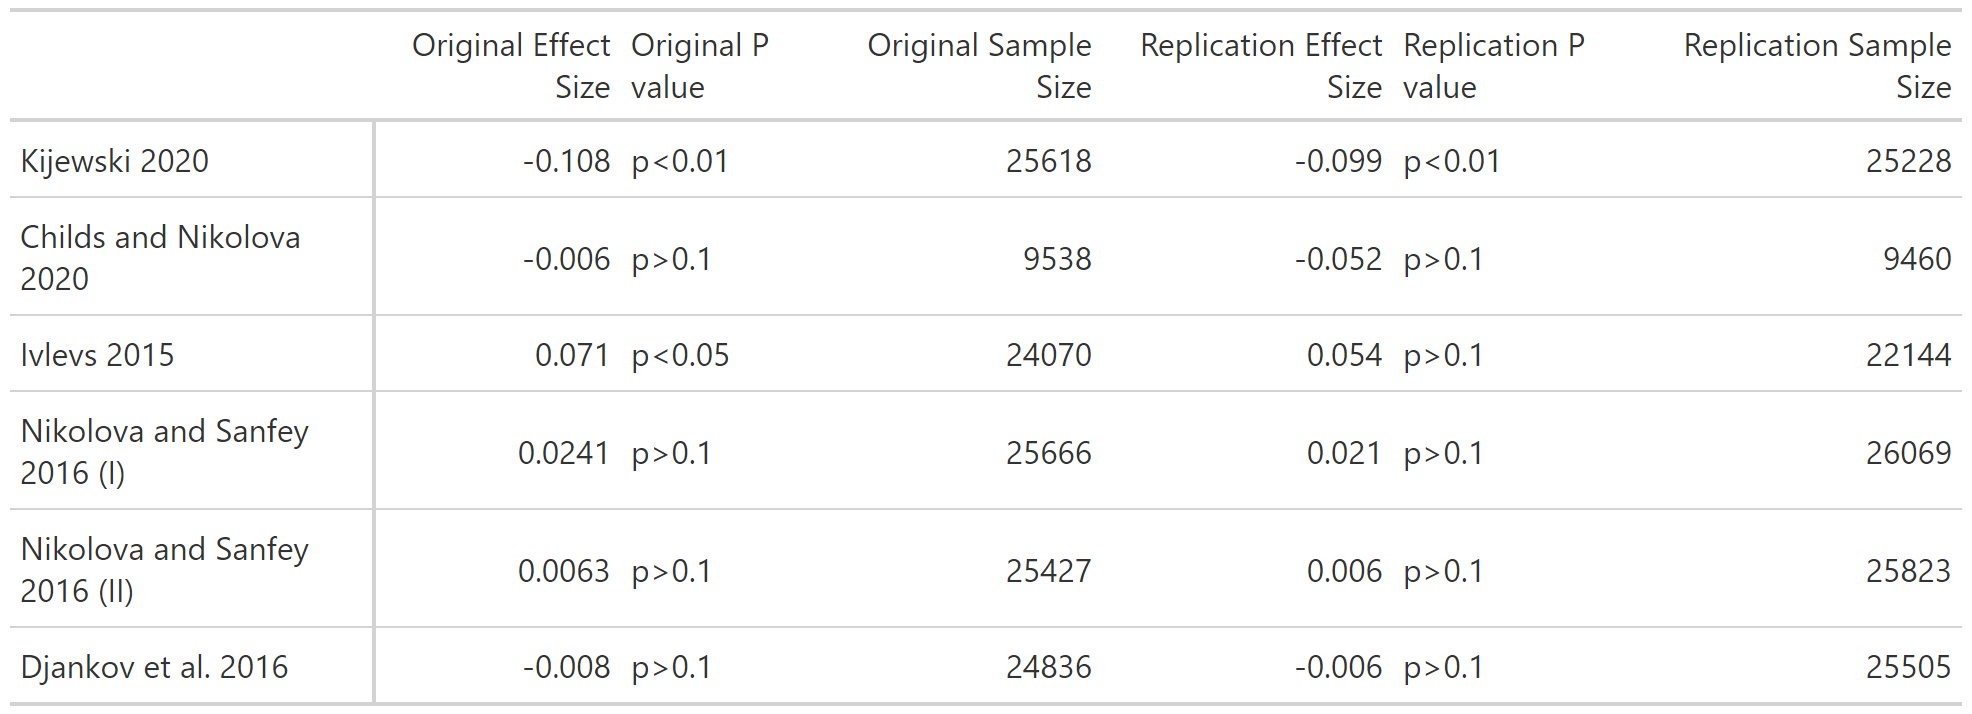 Original Effect Size Original P value Original Sample Size Replication Effect Size Replication P value Replication Sample Size
Kijewski 2020 -0.108 p<0.01 25618 -0.099 p<0.01 25228
Childs and Nikolova 2020 -0.006 p>0.1 9538 -0.052 p>0.1 9460
Ivlevs 2015 0.071 p<0.05 24070 0.054 p>0.1 22144
Nikolova and Sanfey 2016 (I) 0.0241 p>0.1 25666 0.021 p>0.1 26069
Nikolova and Sanfey 2016 (II) 0.0063 p>0.1 25427 0.006 p>0.1 25823
Djankov et al. 2016 -0.008 p>0.1 24836 -0.006 p>0.1 25505